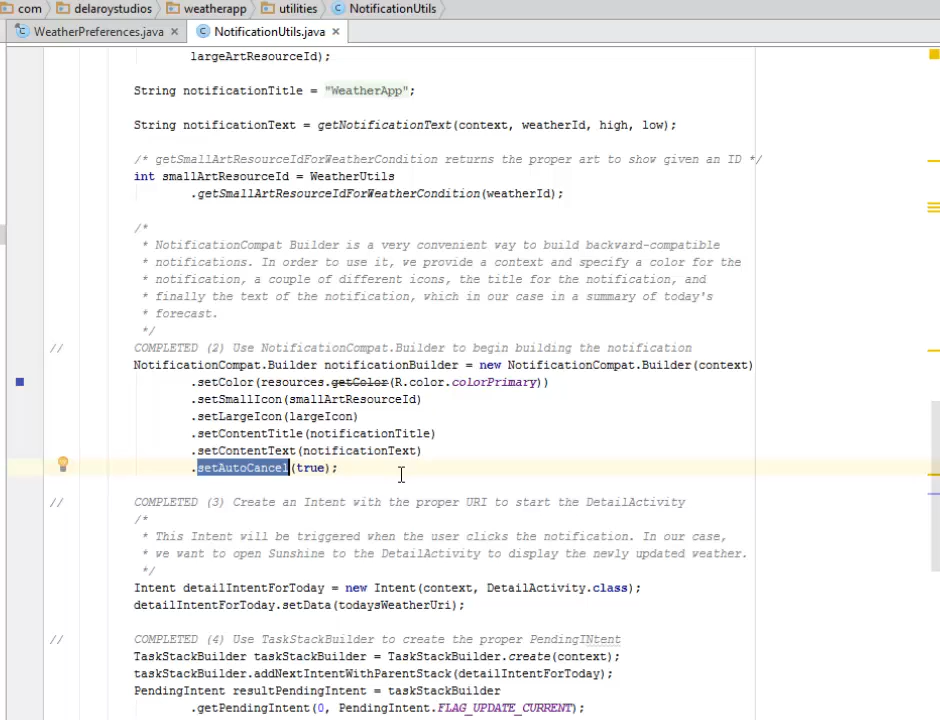 com delaroystudios weatherapp utilities NotificationUtils
WeatherPreferences.java × NotificationUtils.java ×
largeArtResourceId);
String notificationTitle = "WeatherApp";
String notificationText = getNotificationText(context, weatherId, high, low);
/* getSmallArtResourceIdForWeatherCondition returns the proper art to show given an ID */
int smallArtResourceId = WeatherUtils
.getSmallArtResourceIdForWeatherCondition(weatherId);
/*
* NotificationCompat Builder is a very convenient way to build backward-compatible
* notifications. In order to use it, we provide a context and specify a color for the
* notification, a couple of different icons, the title for the notification, and
* finally the text of the notification, which in our case in a summary of today's
* forecast.
*/
// COMPLETED (2) Use NotificationCompat.Builder to begin building the notification
NotificationCompat.Builder notificationBuilder = new NotificationCompat.Builder(context)
.setColor(resources.getColor(R.color.colorPrimary))
.setSmallIcon(smallArtResourceId)
.setLargeIcon(largeIcon)
.setContentTitle(notificationTitle)
.setContentText(notificationText)
.setAutoCancel(true);
// COMPLETED (3) Create an Intent with the proper URI to start the DetailActivity
/*
* This Intent will be triggered when the user clicks the notification. In our case,
* we want to open Sunshine to the DetailActivity to display the newly updated weather.
*/
Intent detailIntentForToday = new Intent(context, DetailActivity.class);
detailIntentForToday.setData(todaysWeatherUri);
// COMPLETED (4) Use TaskStackBuilder to create the proper PendingINtent
TaskStackBuilder taskStackBuilder = TaskStackBuilder.create(context);
taskStackBuilder.addNextIntentWithParentStack(detailIntentForToday);
PendingIntent resultPendingIntent = taskStackBuilder
.getPendingIntent(0, PendingIntent.FLAG_UPDATE_CURRENT);